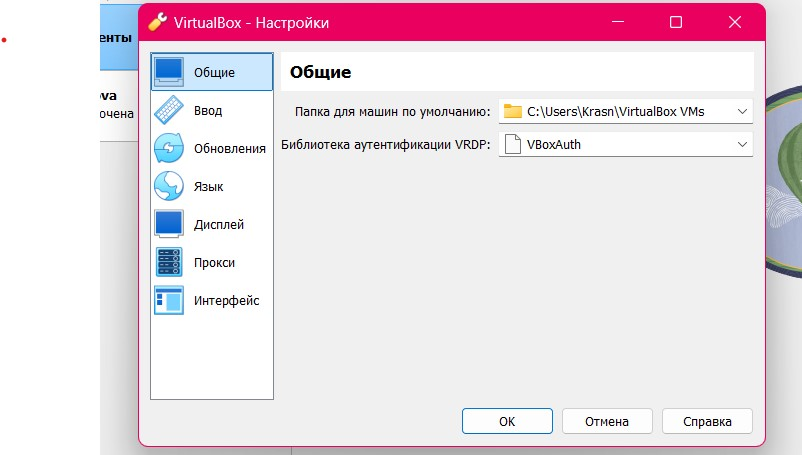 VirtualBox - Настройки
енты
ova
очена
Общие
Ввод
Обновления
Язык
Дисплей
Прокси
Интерфейс
Общие
Папка для машин по умолчанию: C:\Users\Krasn\VirtualBox VMs
Библиотека аутентификации VRDP: VBoxAuth
OK Отмена Справка